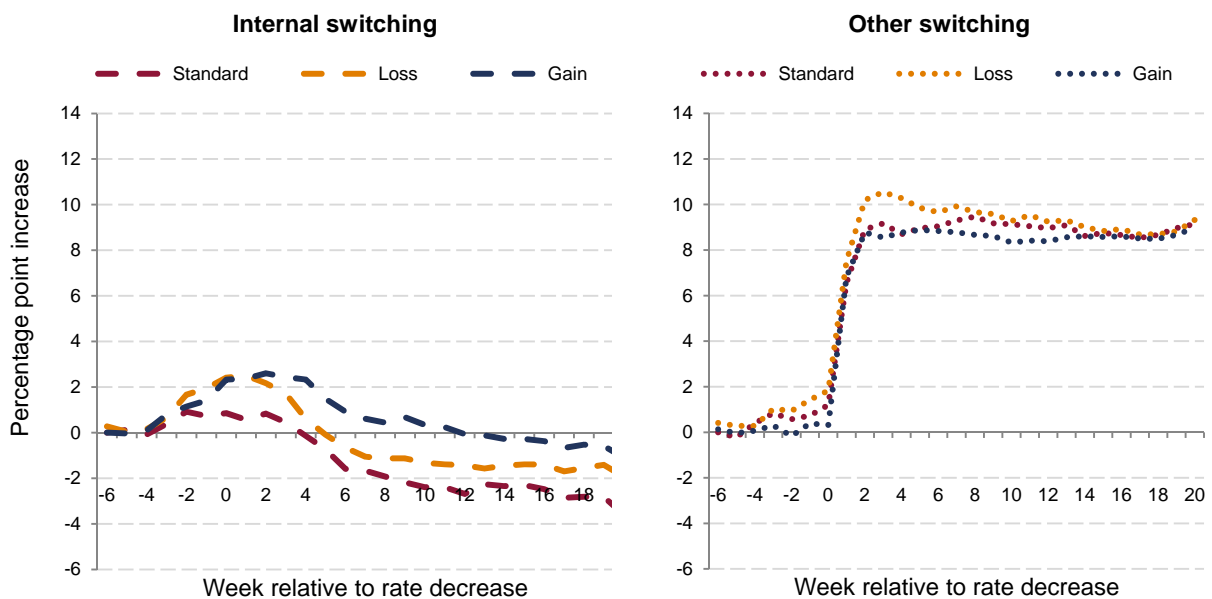 Internal switching
Standard Loss Gain
Percentage point increase
14
12
10
8
6
4
2
0
-2
-4
-6
-6 -4 -2 0 2 4 6 8 10 12 14 16 18
Week relative to rate decrease
Other switching
Standard Loss Gain
14
12
10
8
6
4
2
0
-2
-4
-6
-6 -4 -2 0 2 4 6 8 10 12 14 16 18 20
Week relative to rate decrease